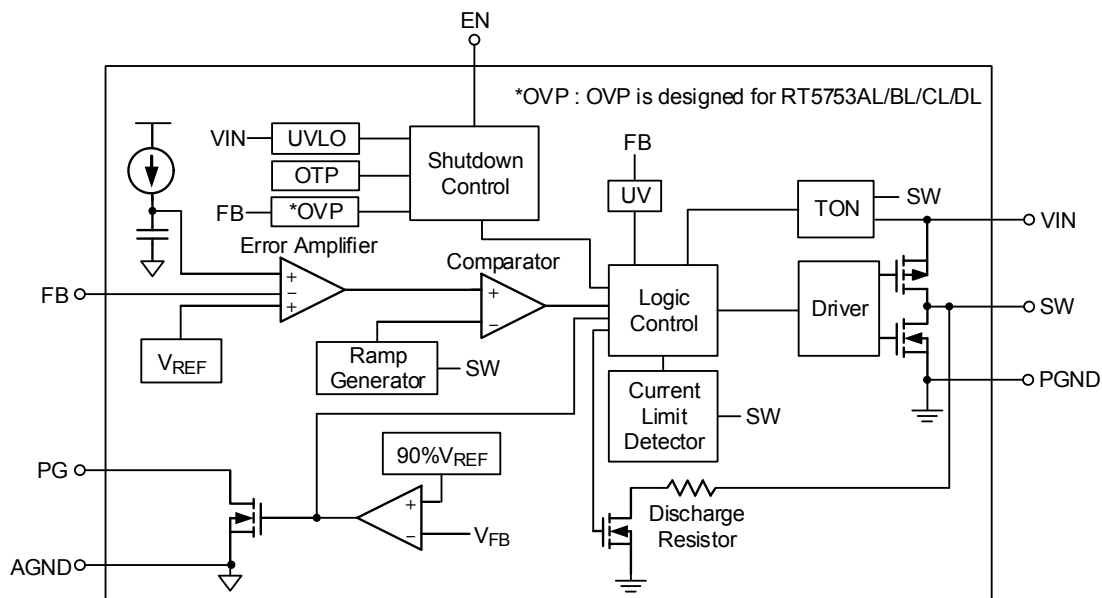 EN
*OVP : OVP is designed for RT5753AL/BL/CL/DL
VIN
UVLO
OTP
FB
*OVP
Shutdown
Control
FB
UV
TON
SW
VIN
Error Amplifier
Comparator
FB
+
−
+
+
−
Logic
Control
Driver
SW
VREF
Ramp
Generator
SW
Current
Limit
Detector
SW
PGND
PG
90%VREF
+
−
VFB
Discharge
Resistor
AGND